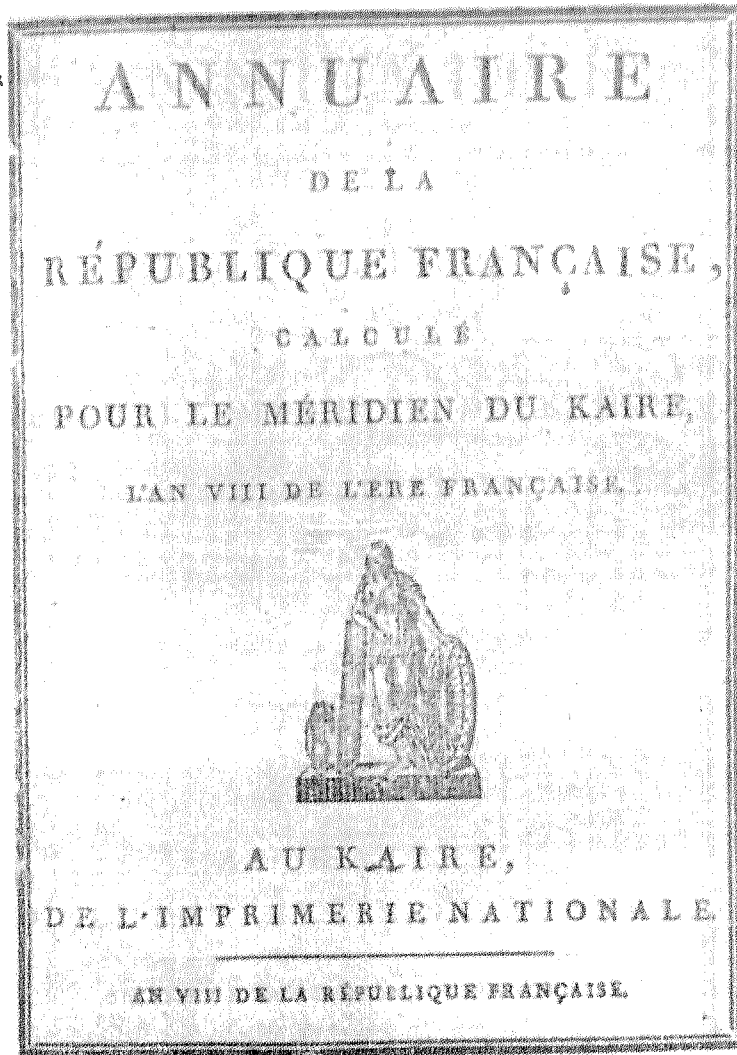 ANNUAIRE
DE LA
RÉPUBLIQUE FRANÇAISE,
CALCULÉ
POUR LE MÉRIDIEN DU KAIRE,
L'AN VIII DE L'ERE FRANÇAISE.
AU KAIRE,
DE L'IMPRIMERIE NATIONALE.
AN VIII DE LA RÉPUBLIQUE FRANÇAISE.